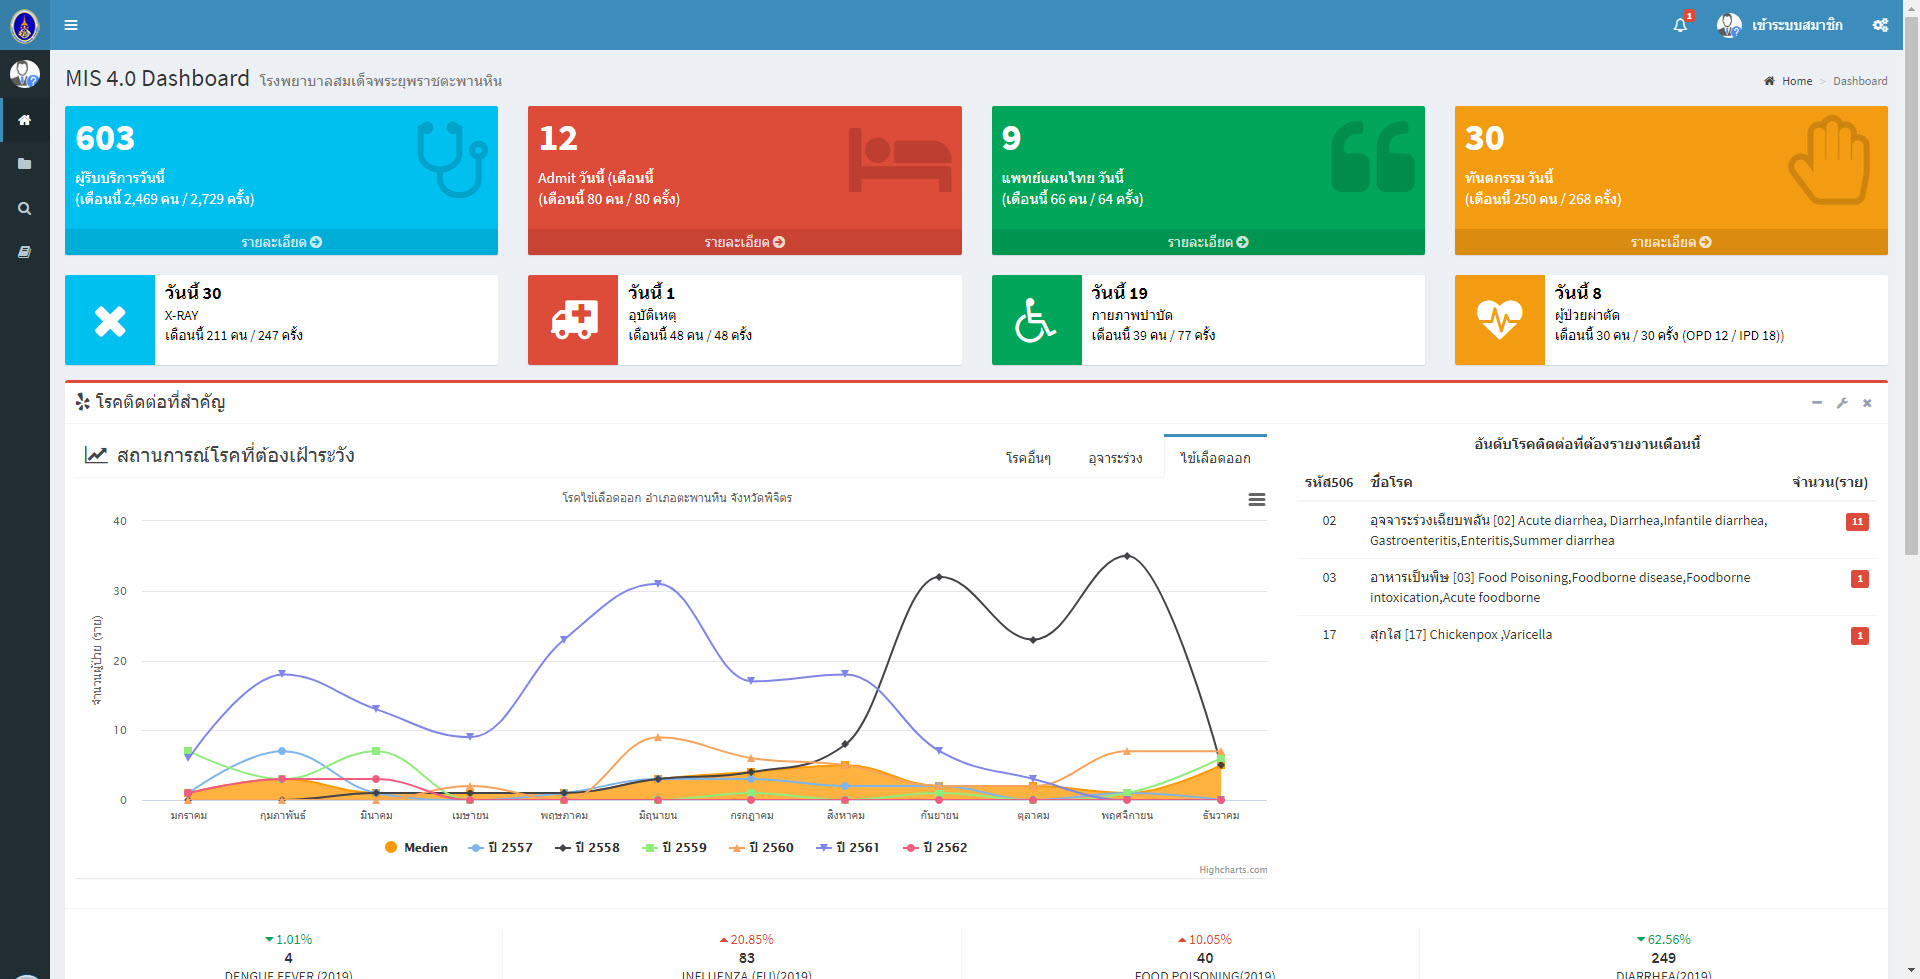 1
เข้าระบบสมาชิก
MIS 4.0 Dashboard โรงพยาบาลสมเด็จพระยุพราชตะพานหิน
Home > Dashboard
603
ผู้รับบริการวันนี้
(เดือนนี้ 2,469 คน / 2,729 ครั้ง)
รายละเอียด
12
Admit วันนี้ (เดือนนี้
(เดือนนี้ 80 คน / 80 ครั้ง)
รายละเอียด
9
แพทย์แผนไทย วันนี้
(เดือนนี้ 66 คน / 64 ครั้ง)
รายละเอียด
30
ทันตกรรม วันนี้
(เดือนนี้ 250 คน / 268 ครั้ง)
รายละเอียด
วันนี้ 30
X-RAY
เดือนนี้ 211 คน / 247 ครั้ง
วันนี้ 1
อุบัติเหตุ
เดือนนี้ 48 คน / 48 ครั้ง
วันนี้ 19
กายภาพบำบัด
เดือนนี้ 39 คน / 77 ครั้ง
วันนี้ 8
ผู้ป่วยผ่าตัด
เดือนนี้ 30 คน / 30 ครั้ง (OPD 12 / IPD 18))
โรคติดต่อที่สำคัญ
สถานการณ์โรคที่ต้องเฝ้าระวัง
โรคอื่นๆ
อุจาระร่วง
ไข้เลือดออก
โรคไข้เลือดออก อำเภอตะพานหิน จังหวัดพิจิตร
จำนวนผู้ป่วย (ราย)
40
30
20
10
0
มกราคม กุมภาพันธ์ มีนาคม เมษายน พฤษภาคม มิถุนายน กรกฎาคม สิงหาคม กันยายน ตุลาคม พฤศจิกายน ธันวาคม
Medien ปี 2557 ปี 2558 ปี 2559 ปี 2560 ปี 2561 ปี 2562
Highcharts.com
อันดับโรคติดต่อที่ต้องรายงานเดือนนี้
รหัส506 ชื่อโรค จำนวน(ราย)
02 อุจจาระร่วงเฉียบพลัน [02] Acute diarrhea, Diarrhea,Infantile diarrhea, 11
Gastroenteritis,Enteritis,Summer diarrhea
03 อาหารเป็นพิษ [03] Food Poisoning,Foodborne disease,Foodborne 1
intoxication,Acute foodborne
17 สุกใส [17] Chickenpox ,Varicella 1
1.01%
4
DENGUE FEVER (2019)
20.85%
83
INFLUENZA (FU)(2019)
10.05%
40
FOOD POISONING(2019)
62.56%
249
DIARRHEA(2019)